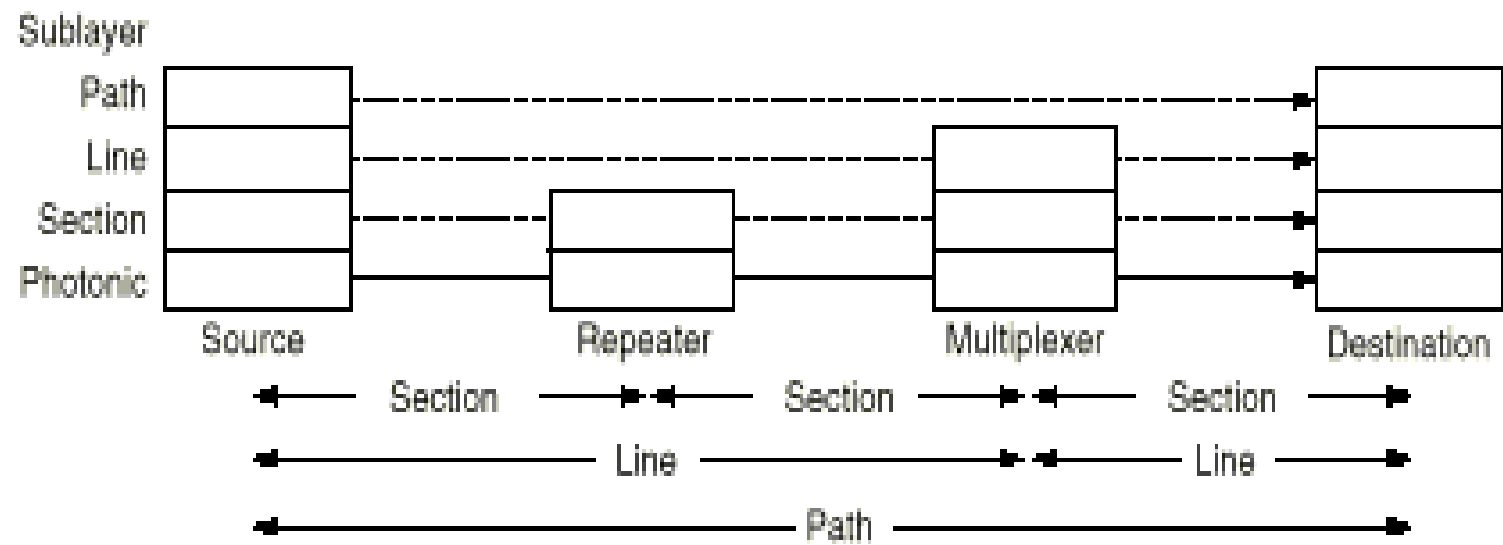 Sublayer
Path
Line
Section
Photonic
Source Repeater Multiplexer Destination
Section Section Section
Line Line
Path